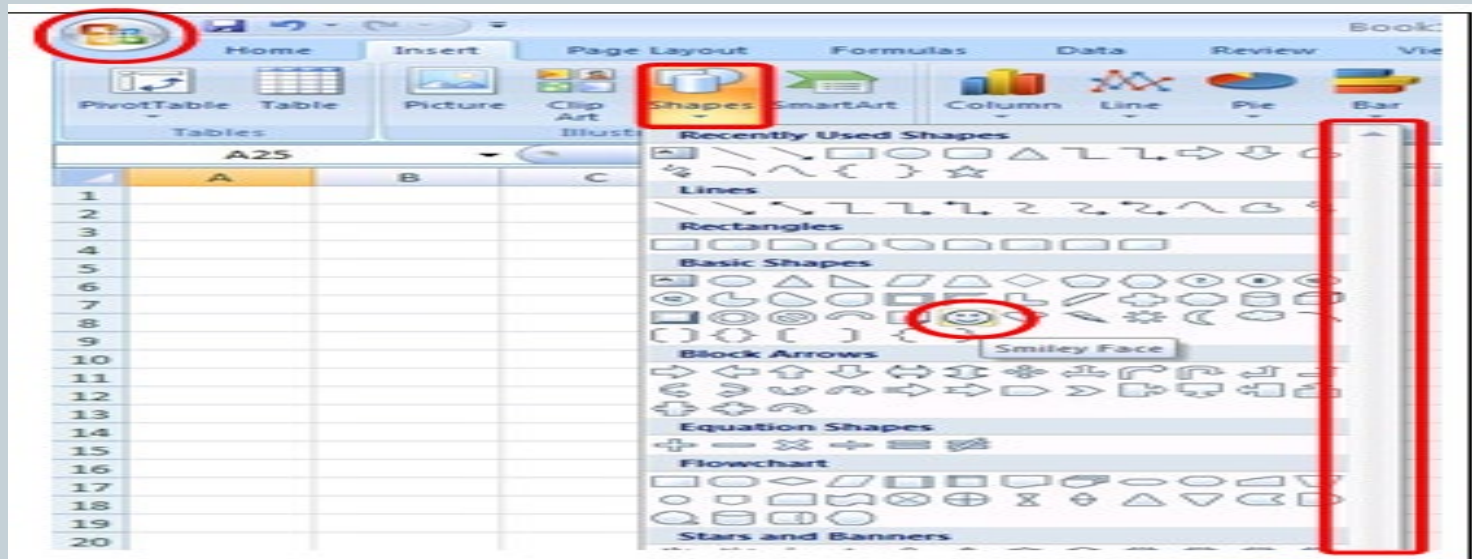 Book
Home Insert Page Layout Formulas Data Review Vie
PivotTable Table Picture Clip Art Shapes SmartArt Column Line Pie Bar
Tables Illust
Recently Used Shapes
A25
A B C
Lines
Rectangles
Basic Shapes
Smiley Face
Block Arrows
Equation Shapes
Flowchart
Stars and Banners
1
2
3
4
5
6
7
8
9
10
11
12
13
14
15
16
17
18
19
20